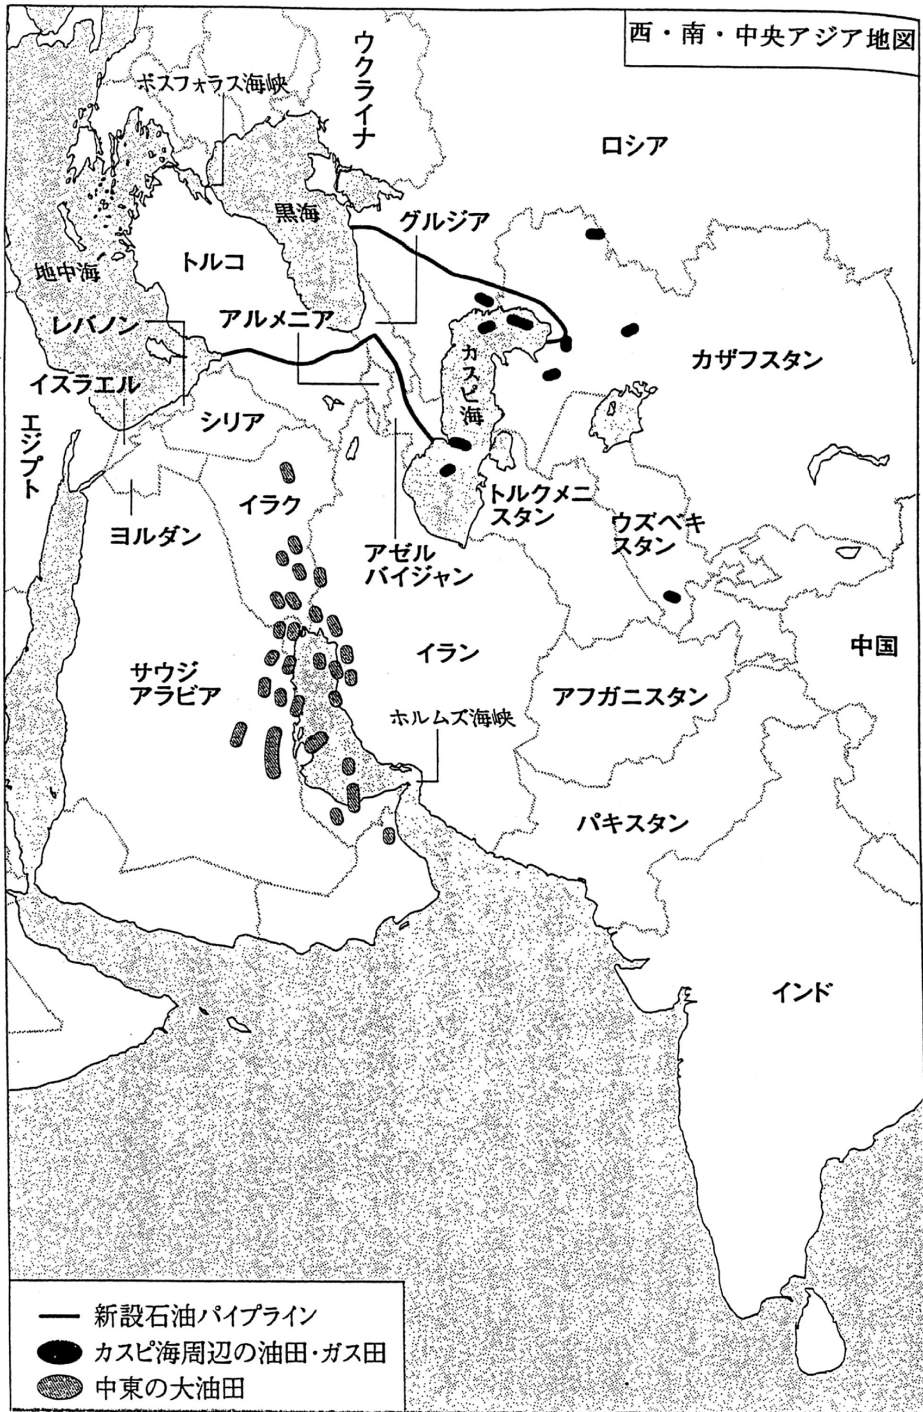 西・南・中央アジア地図
ウクライナ
ボスフォラス海峡
ロシア
黒海
グルジア
トルコ
地中海
レバノン
アルメニア
カザフスタン
カスピ海
イスラエル
シリア
エジプト
イラク
トルクメニ
スタン
ウズベキ
スタン
ヨルダン
アゼル
バイジャン
イラン
中国
サウジ
アラビア
アフガニスタン
ホルムズ海峡
パキスタン
インド
新設石油パイプライン
カスピ海周辺の油田・ガス田
中東の大油田